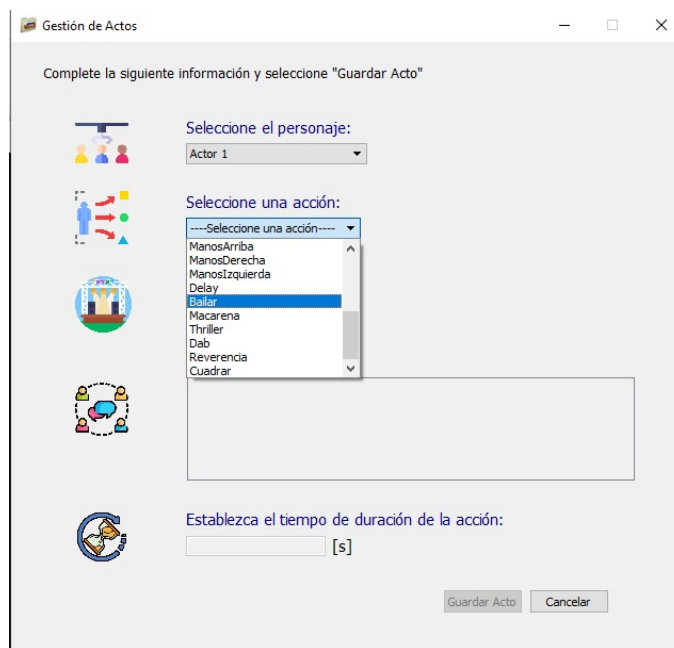 Gestión de Actos
Complete la siguiente información y seleccione "Guardar Acto"
Seleccione el personaje:
Actor 1
Seleccione una acción:
----Seleccione una acción----
ManosArriba
ManosDerecha
ManosIzquierda
Delay
Bailar
Macarena
Thriller
Dab
Reverencia
Cuadrar
Establezca el tiempo de duración de la acción:
[s]
Guardar Acto Cancelar